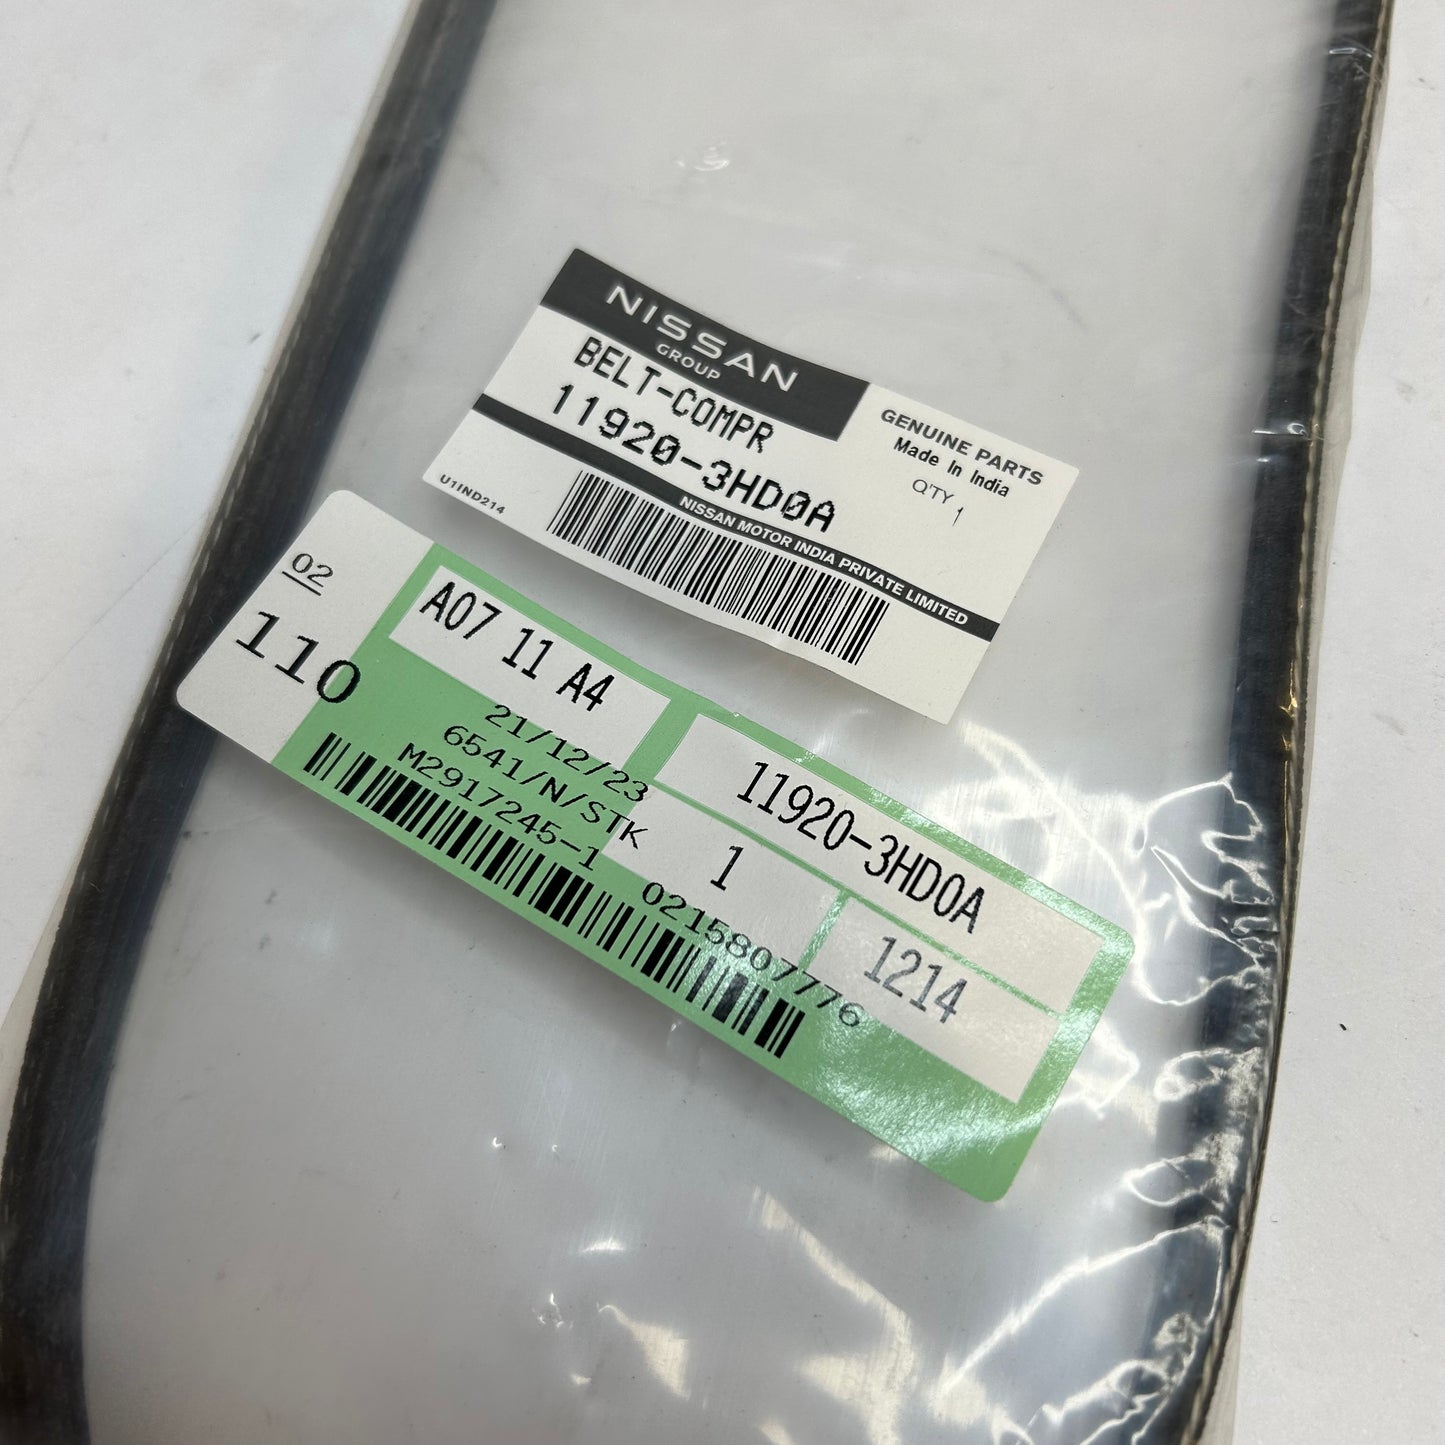 NISSAN
GROUP
BELT-COMPR
11920-3HD0A
GENUINE PARTS
Made In India
Q'TY 1
NISSAN MOTOR INDIA PRIVATE LIMITED
U1IND214
02
110
A07 11 A4
21/12/23
6541/N/STK
M2917245-1
11920-3HD0A
1
0215807776
1214